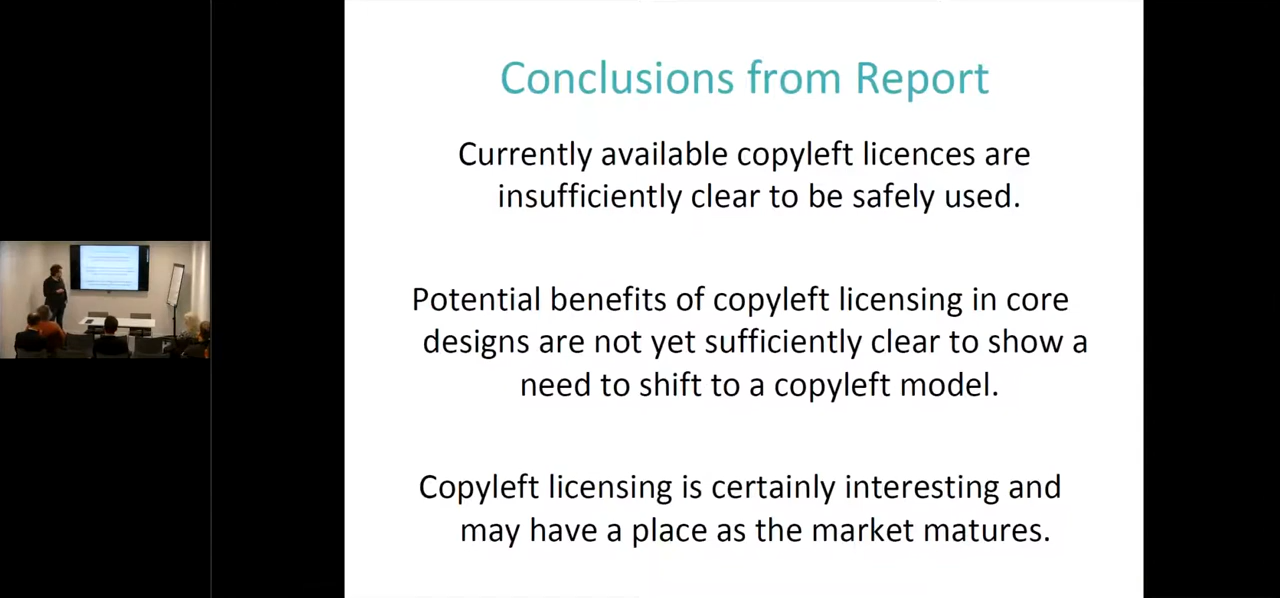 Conclusions from Report
Currently available copyleft licences are
insufficiently clear to be safely used.
Potential benefits of copyleft licensing in core
designs are not yet sufficiently clear to show a
need to shift to a copyleft model.
Copyleft licensing is certainly interesting and
may have a place as the market matures.